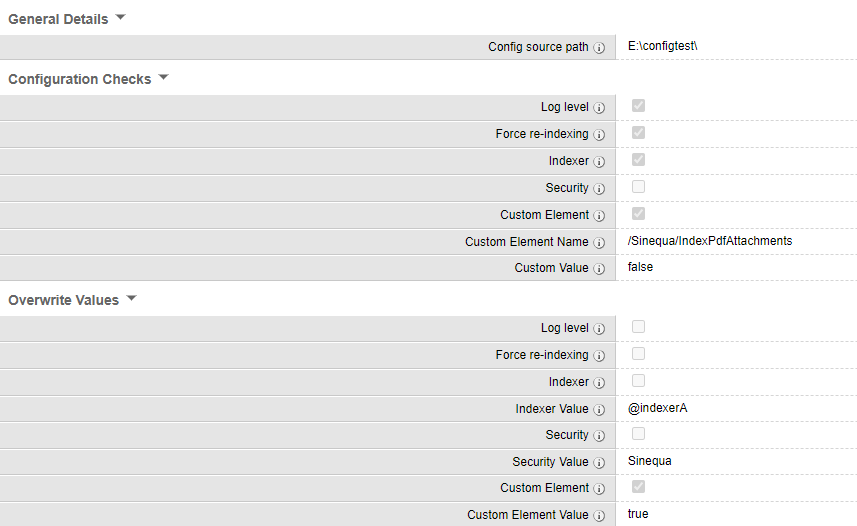 General Details
Config source path E:\configtest\
Configuration Checks
Log level
Force re-indexing
Indexer
Security
Custom Element
Custom Element Name /Sinequa/IndexPdfAttachments
Custom Value false
Overwrite Values
Log level
Force re-indexing
Indexer
Indexer Value @indexerA
Security
Security Value Sinequa
Custom Element
Custom Element Value true